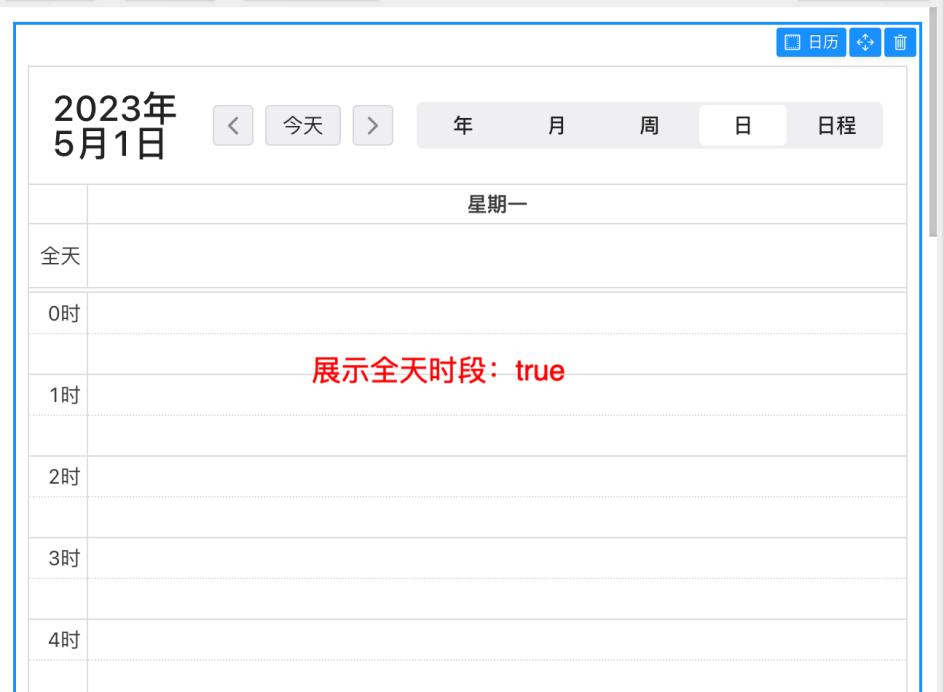 日历
2023年
5月1日
今天
年 月 周 日 日程
星期一
全天
0时
展示全天时段：true
1时
2时
3时
4时